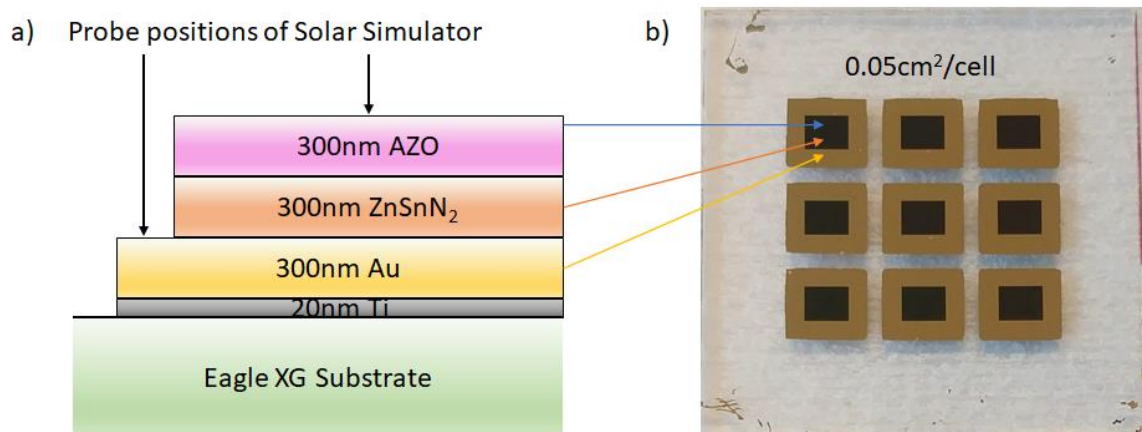 a) Probe positions of Solar Simulator
300nm AZO
300nm ZnSnN₂
300nm Au
20nm Ti
Eagle XG Substrate
b)
0.05cm²/cell